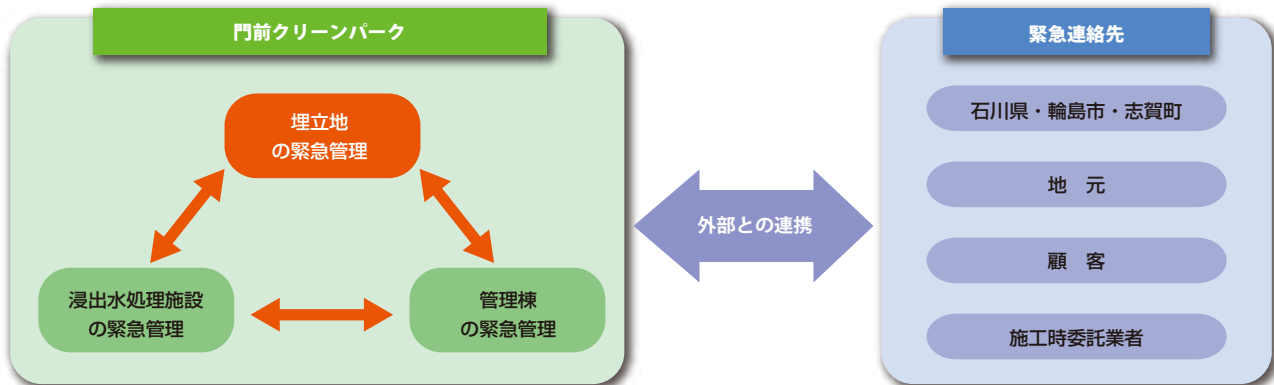 門前クリーンパーク
埋立地
の緊急管理
浸出水処理施設
の緊急管理
管理棟
の緊急管理
外部との連携
緊急連絡先
石川県・輪島市・志賀町
地　元
顧　客
施工時委託業者